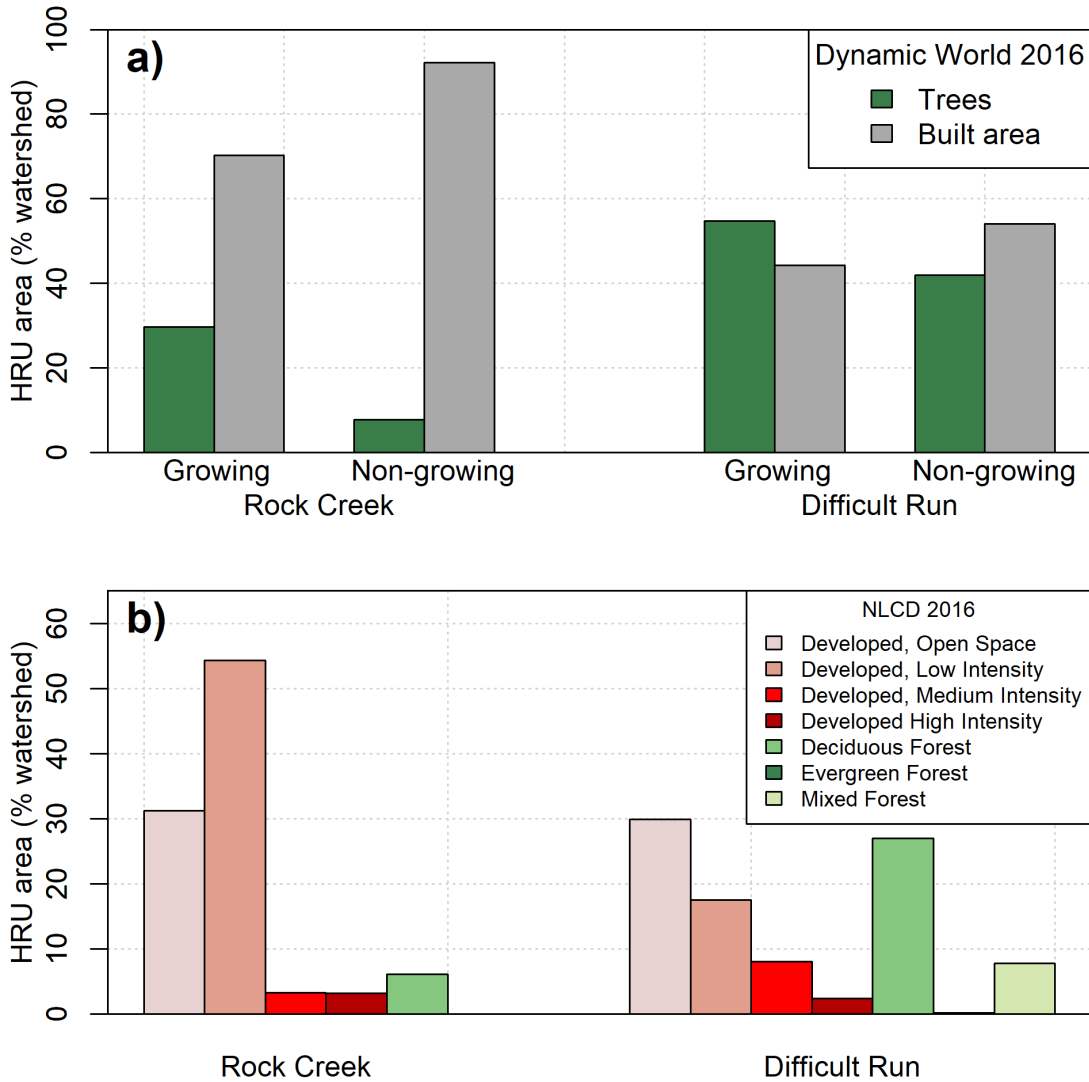 a)
Dynamic World 2016
Trees
Built area
HRU area (% watershed)
100
80
60
40
20
0
Growing Non-growing Growing Non-growing
Rock Creek Difficult Run
b)
NLCD 2016
Developed, Open Space
Developed, Low Intensity
Developed, Medium Intensity
Developed High Intensity
Deciduous Forest
Evergreen Forest
Mixed Forest
HRU area (% watershed)
60
50
40
30
20
10
0
Rock Creek Difficult Run